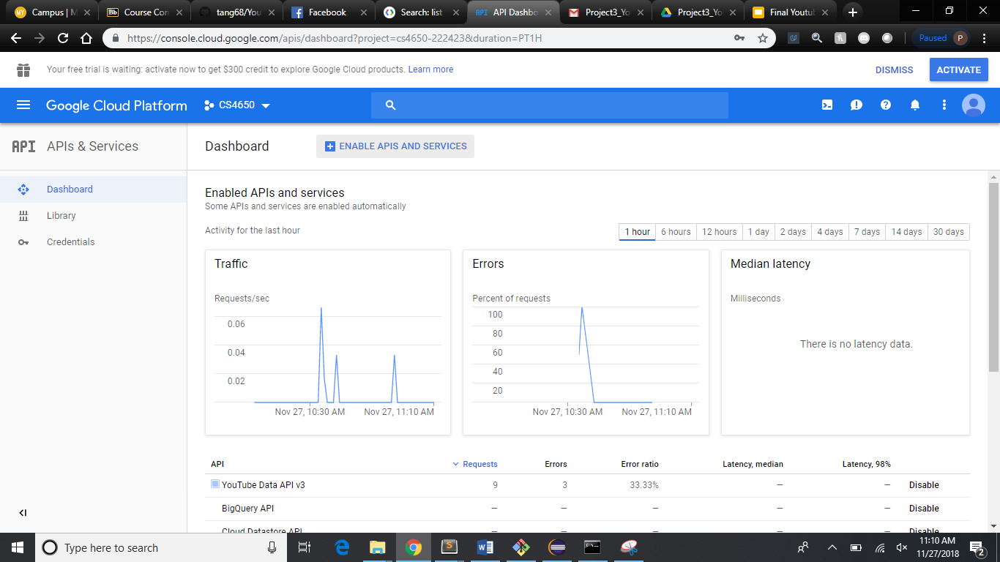 Campus | M
Bb Course Con
tang68/You
Facebook
Search: list
API API Dashbo
Project3_Yo
Project3_Yo
Final Youtu
https://console.cloud.google.com/apis/dashboard?project=cs4650-222423&duration=PT1H
Paused P
Your free trial is waiting: activate now to get $300 credit to explore Google Cloud products. Learn more
DISMISS
ACTIVATE
Google Cloud Platform
CS4650
API APIs & Services
Dashboard
ENABLE APIS AND SERVICES
Dashboard
Library
Credentials
Enabled APIs and services
Some APIs and services are enabled automatically
Activity for the last hour
1 hour 6 hours 12 hours 1 day 2 days 4 days 7 days 14 days 30 days
Traffic
Requests/sec
0.06
0.04
0.02
Nov 27, 10:30 AM Nov 27, 11:10 AM
Errors
Percent of requests
100
80
60
40
20
Nov 27, 10:30 AM Nov 27, 11:10 AM
Median latency
Milliseconds
There is no latency data.
API Requests Errors Error ratio Latency, median Latency, 98%
YouTube Data API v3 9 3 33.33% — — Disable
BigQuery API — — — — — Disable
Cloud Datastore API — — — — — Disable
Type here to search
11:10 AM
11/27/2018
2